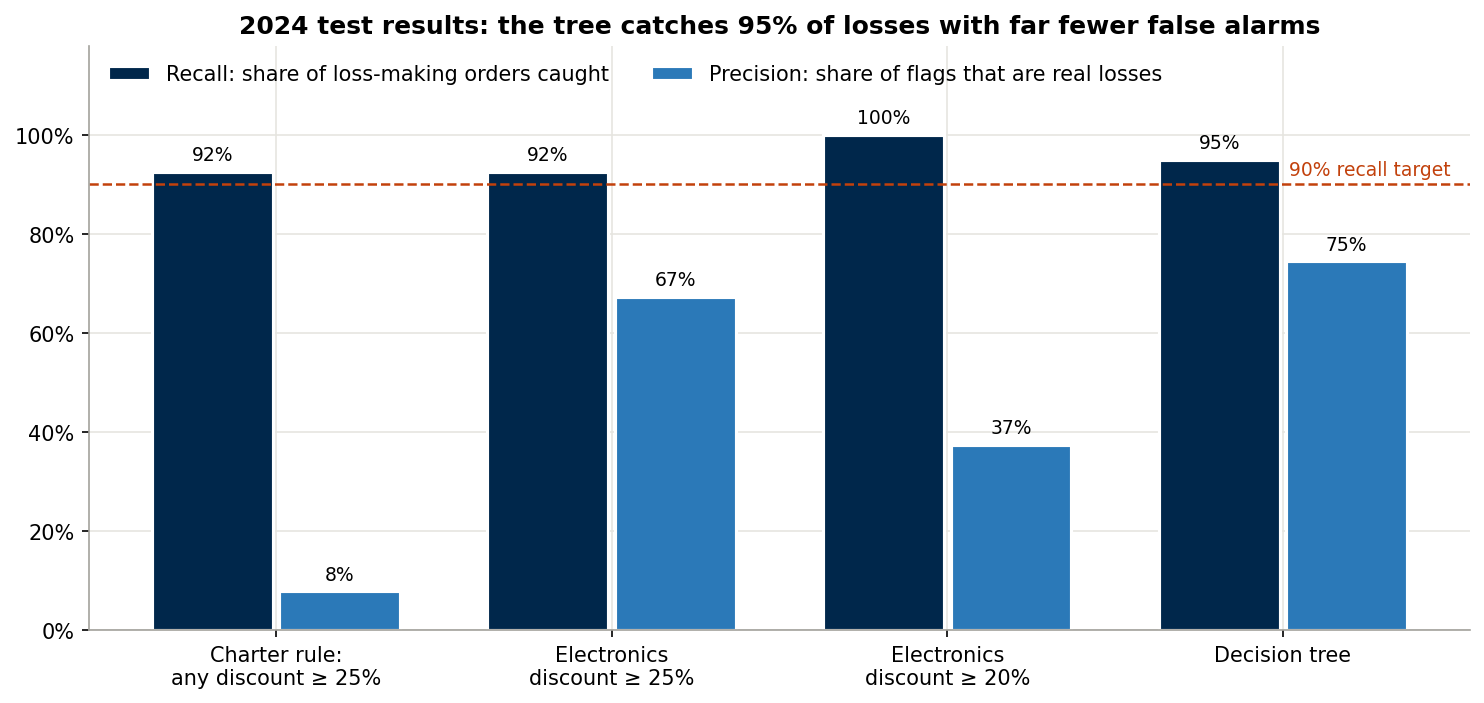 2024 test results: the tree catches 95% of losses with far fewer false alarms
Recall: share of loss-making orders caught
Precision: share of flags that are real losses
100%
80%
60%
40%
20%
0%
92%
8%
92%
67%
100%
37%
95%
75%
90% recall target
Charter rule:
any discount ≥ 25%
Electronics
discount ≥ 25%
Electronics
discount ≥ 20%
Decision tree